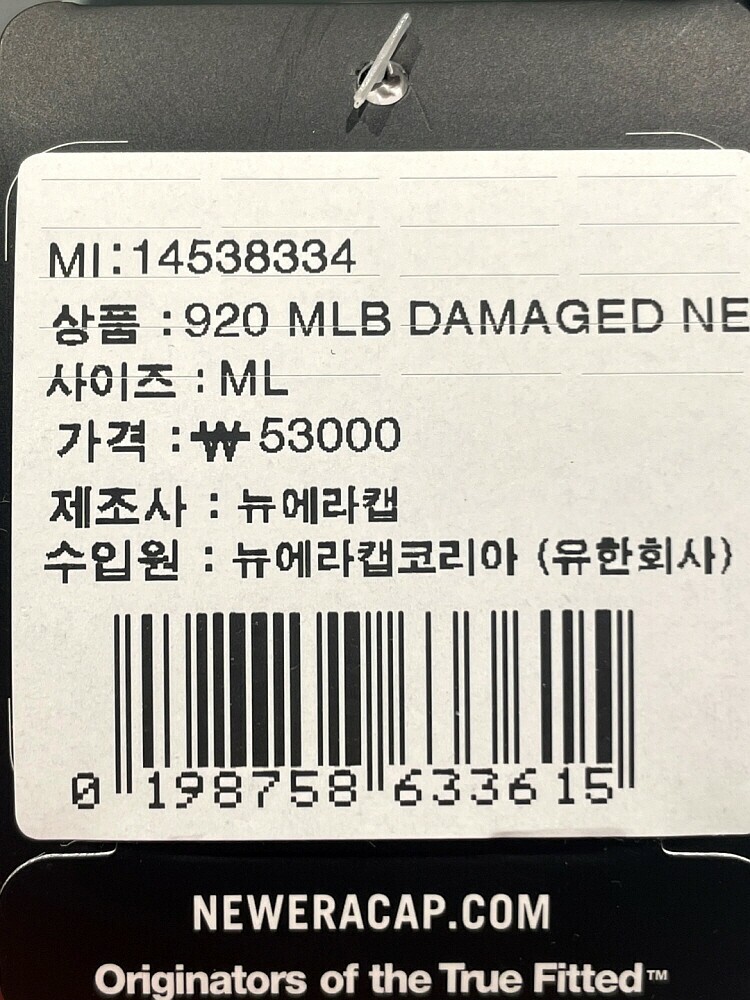 MI:14538334
상품 :920 MLB DAMAGED NE
사이즈 : ML
가격 :₩53000
제조사 : 뉴에라캡
수입원 : 뉴에라캡코리아 (유한회사)
0 198758 633615
NEWERACAP.COM
Originators of the True Fitted™